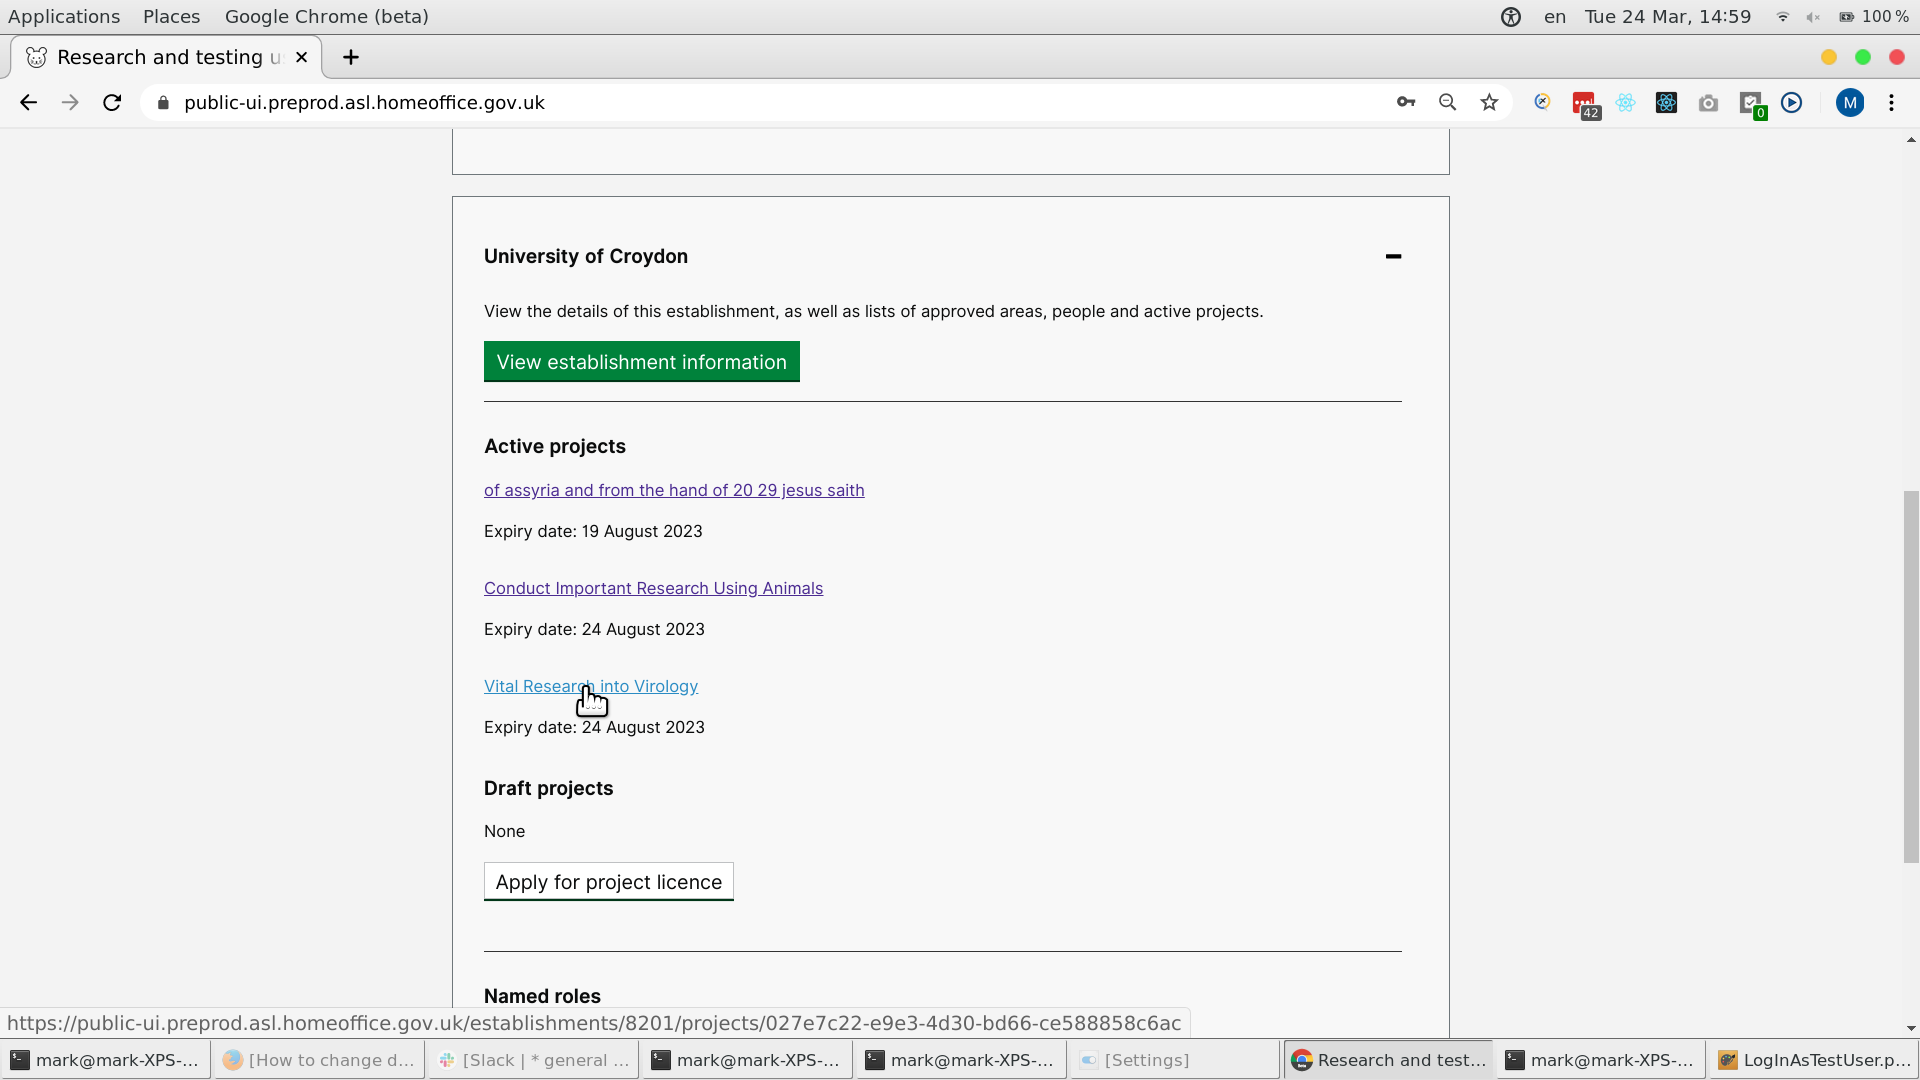 Applications Places Google Chrome (beta) en Tue 24 Mar, 14:59 100 %
Research and testing u
public-ui.preprod.asl.homeoffice.gov.uk 42 0 M
University of Croydon
View the details of this establishment, as well as lists of approved areas, people and active projects.
View establishment information
Active projects
of assyria and from the hand of 20 29 jesus saith
Expiry date: 19 August 2023
Conduct Important Research Using Animals
Expiry date: 24 August 2023
Vital Research into Virology
Expiry date: 24 August 2023
Draft projects
None
Apply for project licence
Named roles
https://public-ui.preprod.asl.homeoffice.gov.uk/establishments/8201/projects/027e7c22-e9e3-4d30-bd66-ce588858c6ac
mark@mark-XPS-... [How to change d... [Slack | * general ... mark@mark-XPS-... mark@mark-XPS-... [Settings] Research and test... mark@mark-XPS-... LogInAsTestUser.p...